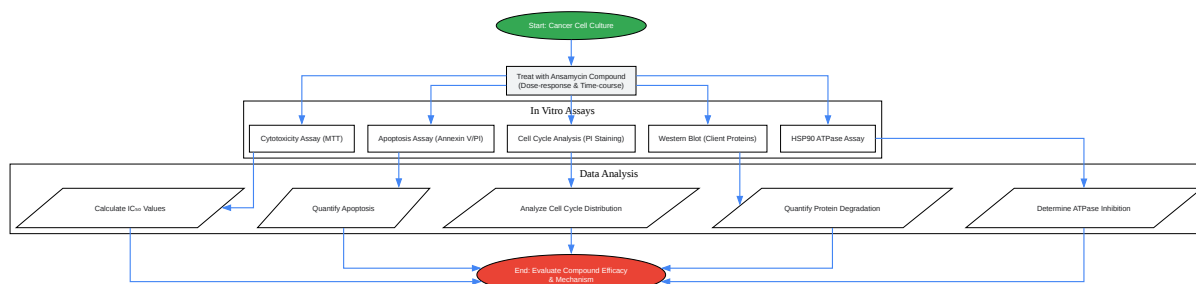 Start: Cancer Cell Culture
Treat with Ansamycin Compound
(Dose-response & Time-course)
In Vitro Assays
Cytotoxicity Assay (MTT)
Apoptosis Assay (Annexin V/PI)
Cell Cycle Analysis (PI Staining)
Western Blot (Client Proteins)
HSP90 ATPase Assay
Data Analysis
Calculate IC₅₀ Values
Quantify Apoptosis
Analyze Cell Cycle Distribution
Quantify Protein Degradation
Determine ATPase Inhibition
End: Evaluate Compound Efficacy
& Mechanism